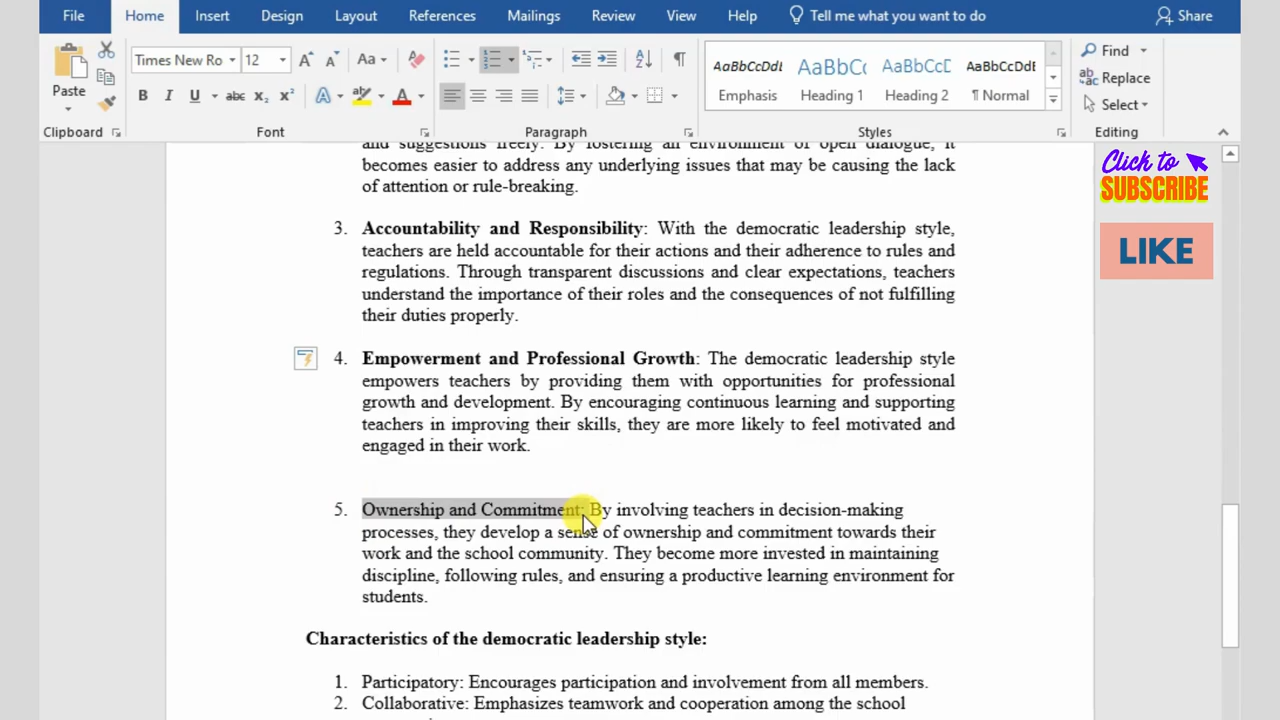 File Home Insert Design Layout References Mailings Review View Help Tell me what you want to do Share
Times New Ro 12 Aa Find
Paste Replace
B I U abc X₂ X² A ab A Select
AaBbCcDdI AaBbCc AaBbCcD AaBbCcDdE
Emphasis Heading 1 Heading 2 ¶ Normal
Clipboard Font Paragraph Styles Editing
Click to
SUBSCRIBE
LIKE
and suggestions freely. By fostering an environment of open dialogue, it
becomes easier to address any underlying issues that may be causing the lack
of attention or rule-breaking.
3. Accountability and Responsibility: With the democratic leadership style,
teachers are held accountable for their actions and their adherence to rules and
regulations. Through transparent discussions and clear expectations, teachers
understand the importance of their roles and the consequences of not fulfilling
their duties properly.
4. Empowerment and Professional Growth: The democratic leadership style
empowers teachers by providing them with opportunities for professional
growth and development. By encouraging continuous learning and supporting
teachers in improving their skills, they are more likely to feel motivated and
engaged in their work.
5. Ownership and Commitment: By involving teachers in decision-making
processes, they develop a sense of ownership and commitment towards their
work and the school community. They become more invested in maintaining
discipline, following rules, and ensuring a productive learning environment for
students.
Characteristics of the democratic leadership style:
1. Participatory: Encourages participation and involvement from all members.
2. Collaborative: Emphasizes teamwork and cooperation among the school